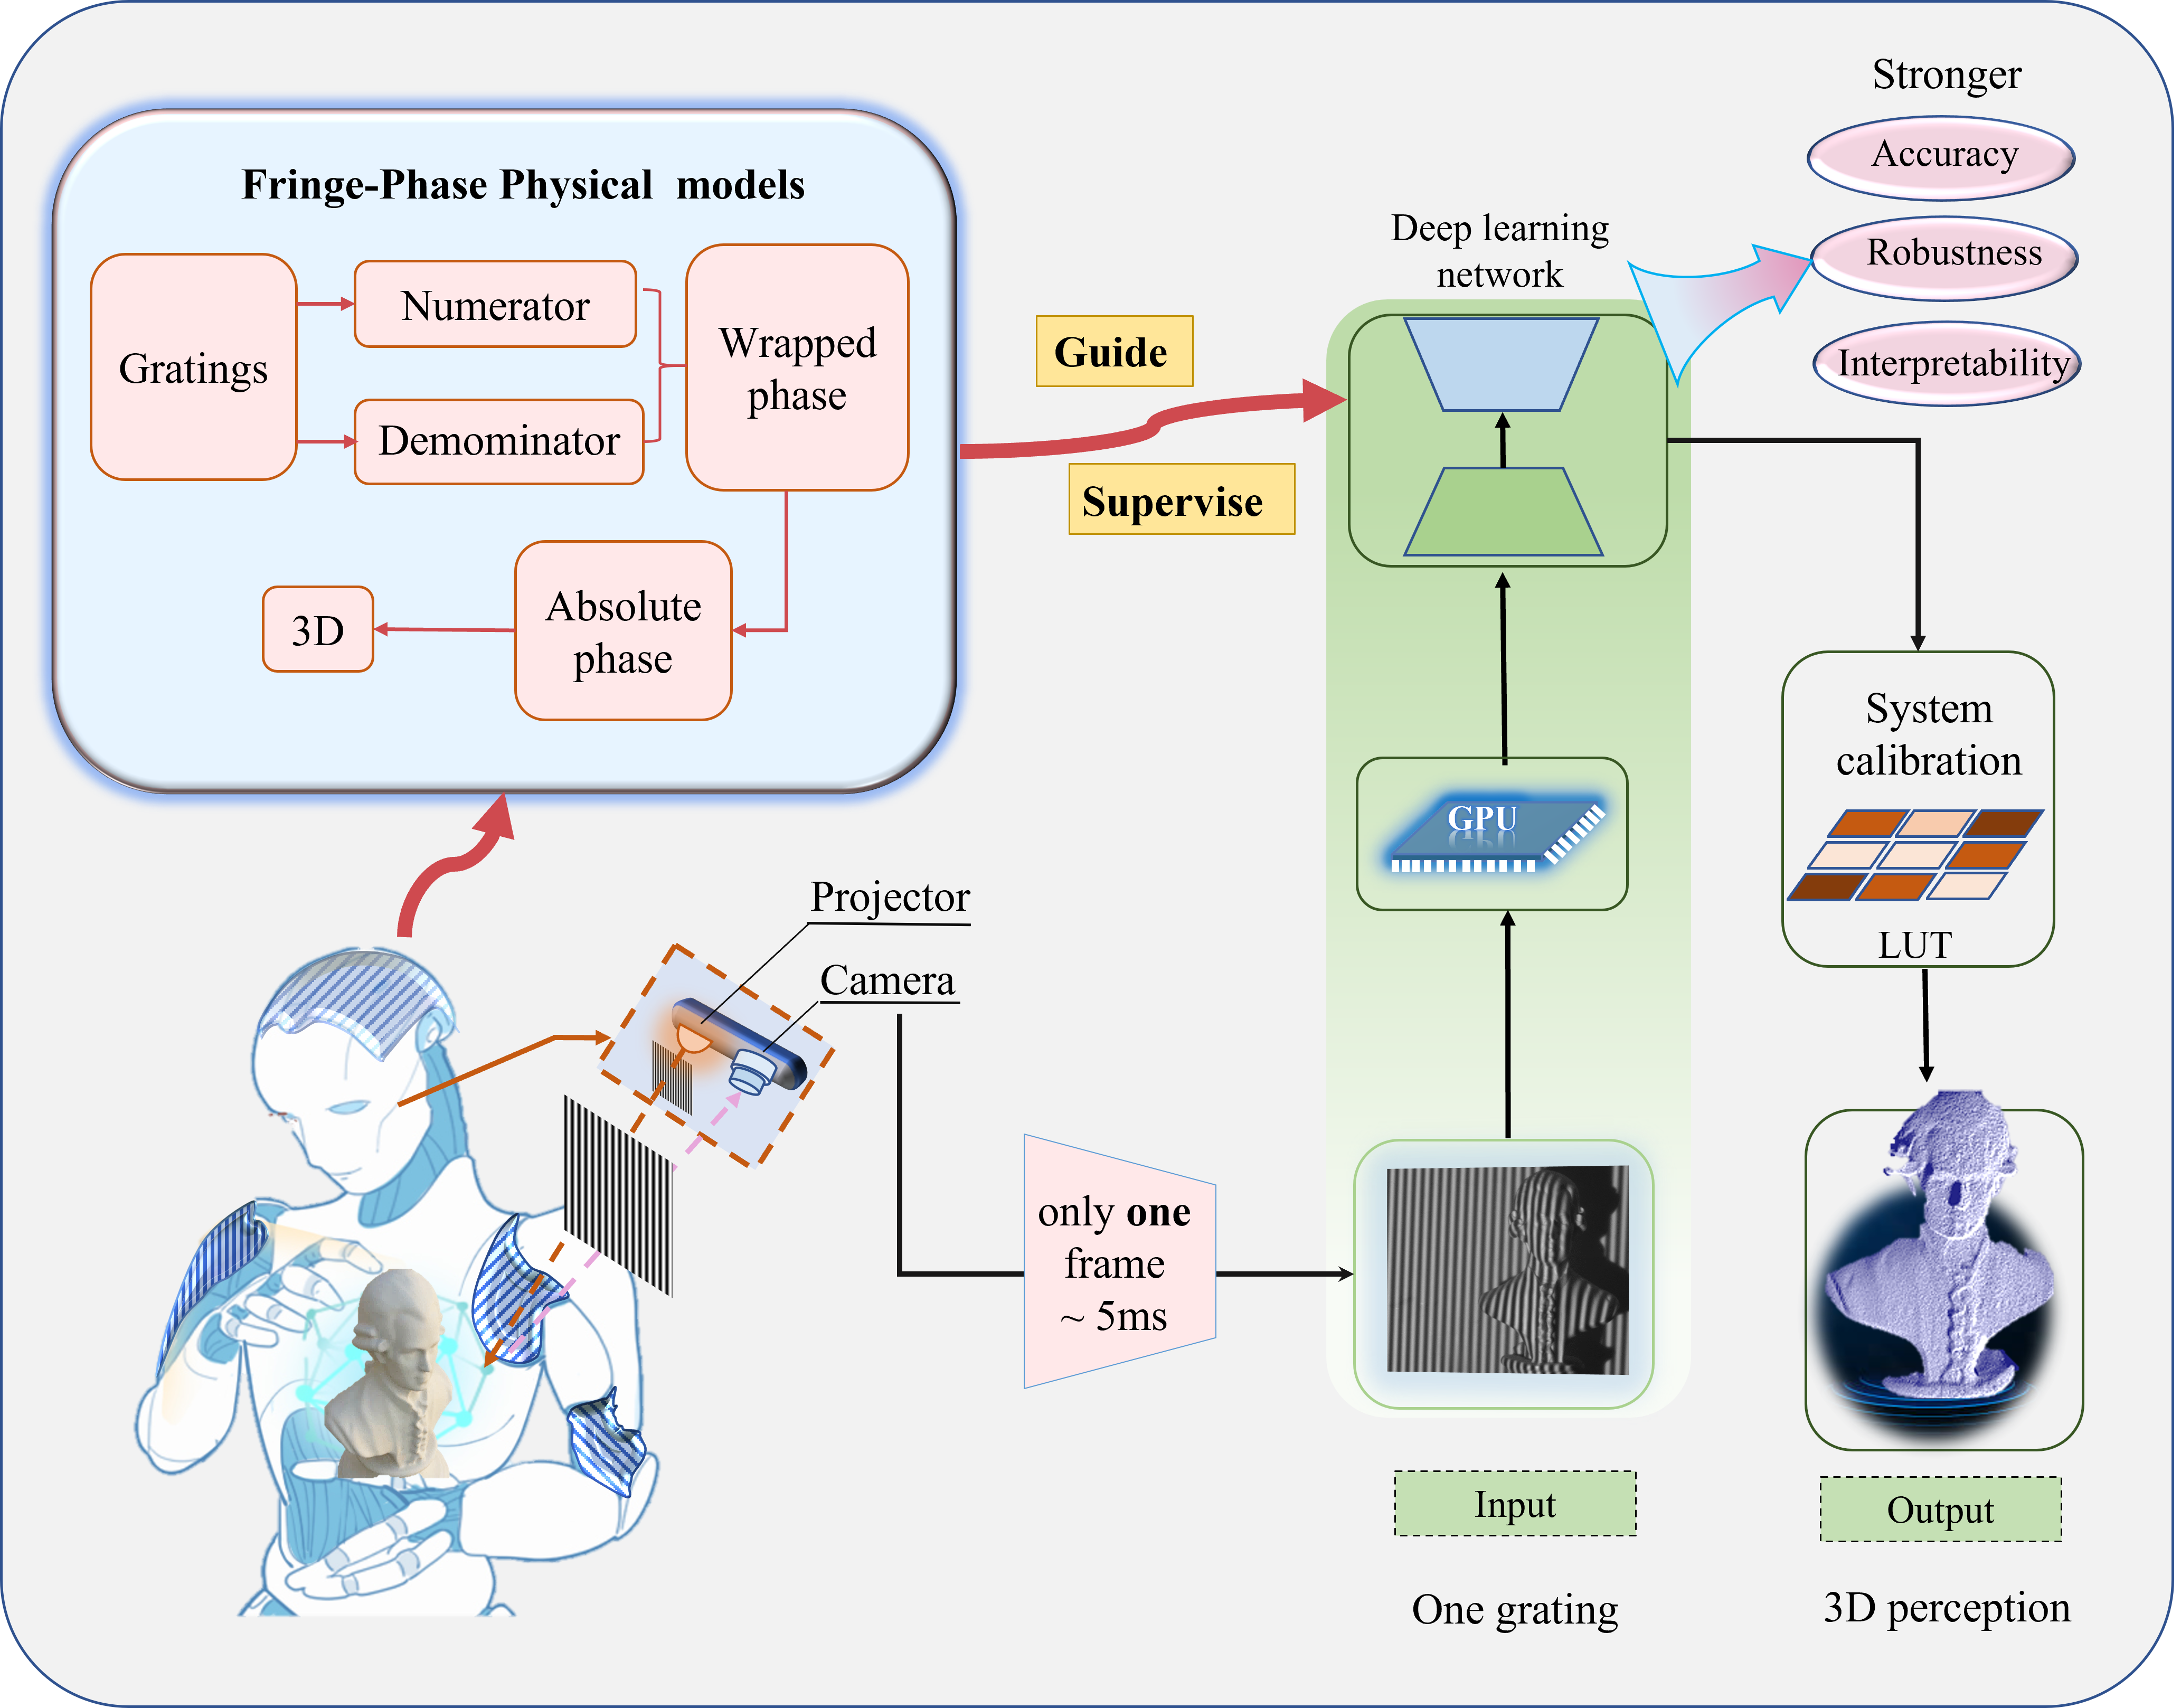 Stronger
Accuracy
Robustness
Interpretability
Fringe-Phase Physical models
Gratings
Numerator
Demominator
Wrapped
phase
Absolute
phase
3D
Guide
Supervise
Deep learning
network
GPU
System
calibration
LUT
Projector
Camera
only one
frame
~ 5ms
Input
One grating
Output
3D perception